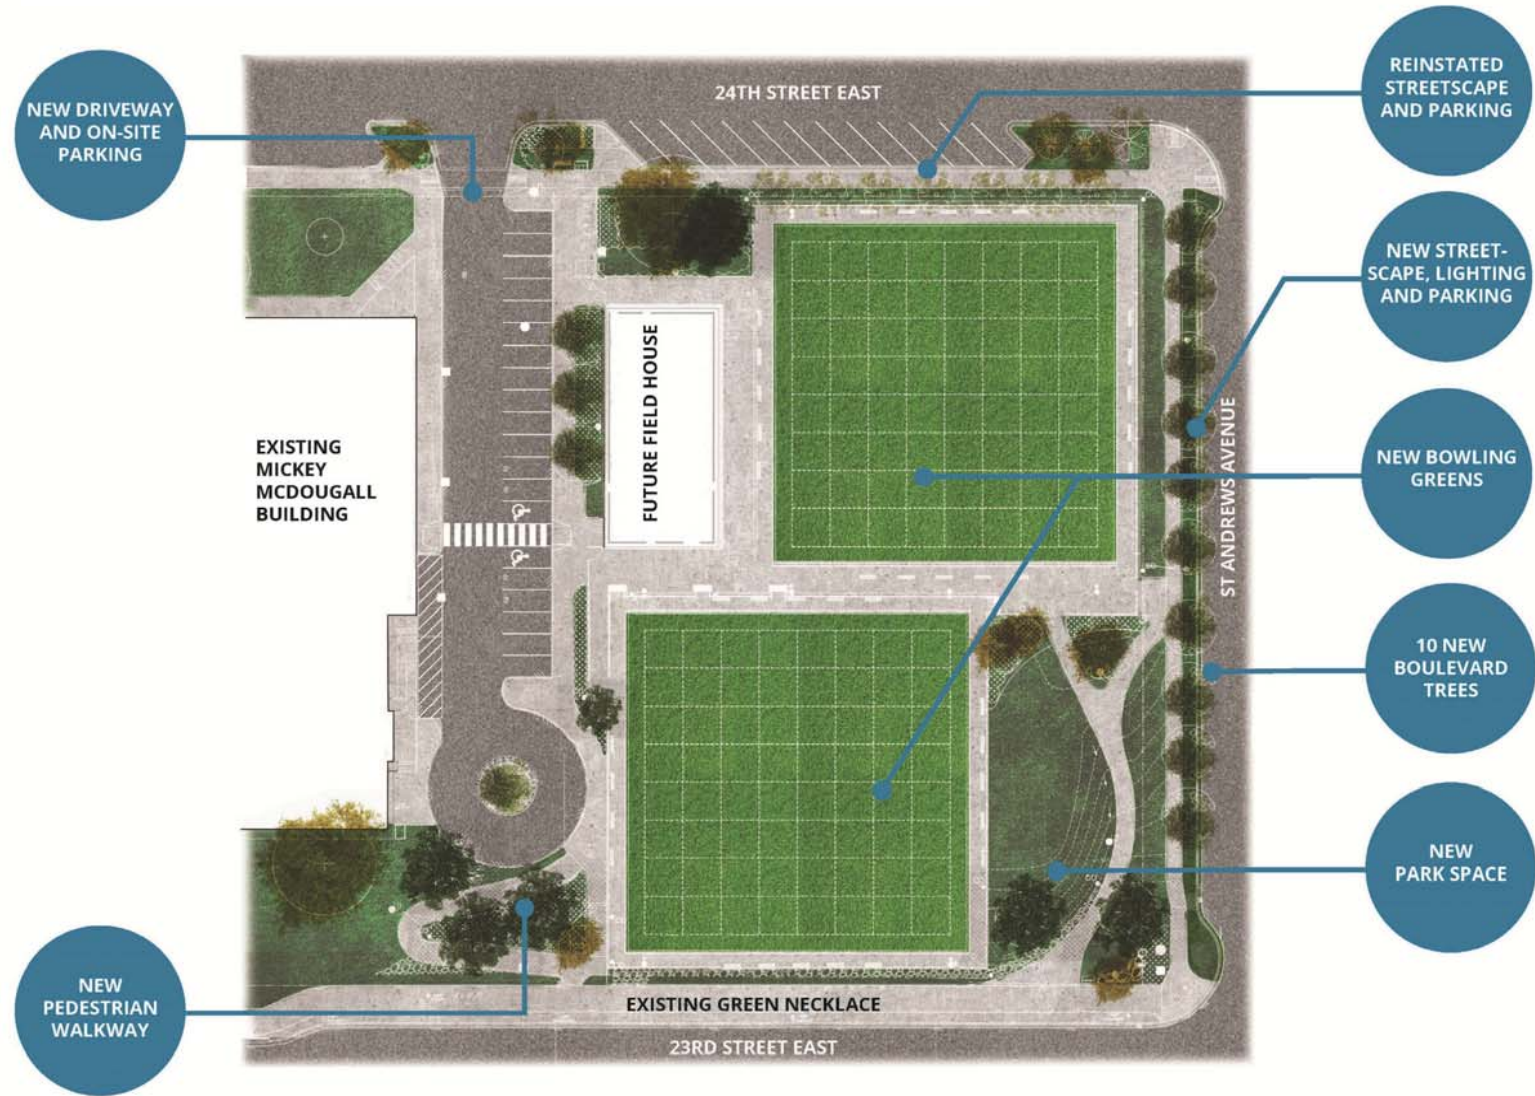 24TH STREET EAST
NEW DRIVEWAY
AND ON-SITE
PARKING
REINSTATED
STREETSCAPE
AND PARKING
NEW STREET-
SCAPE, LIGHTING
AND PARKING
FUTURE FIELD HOUSE
EXISTING
MICKEY
MCDOUGALL
BUILDING
ST ANDREWS AVENUE
NEW BOWLING
GREENS
10 NEW
BOULEVARD
TREES
NEW
PARK SPACE
NEW
PEDESTRIAN
WALKWAY
EXISTING GREEN NECKLACE
23RD STREET EAST